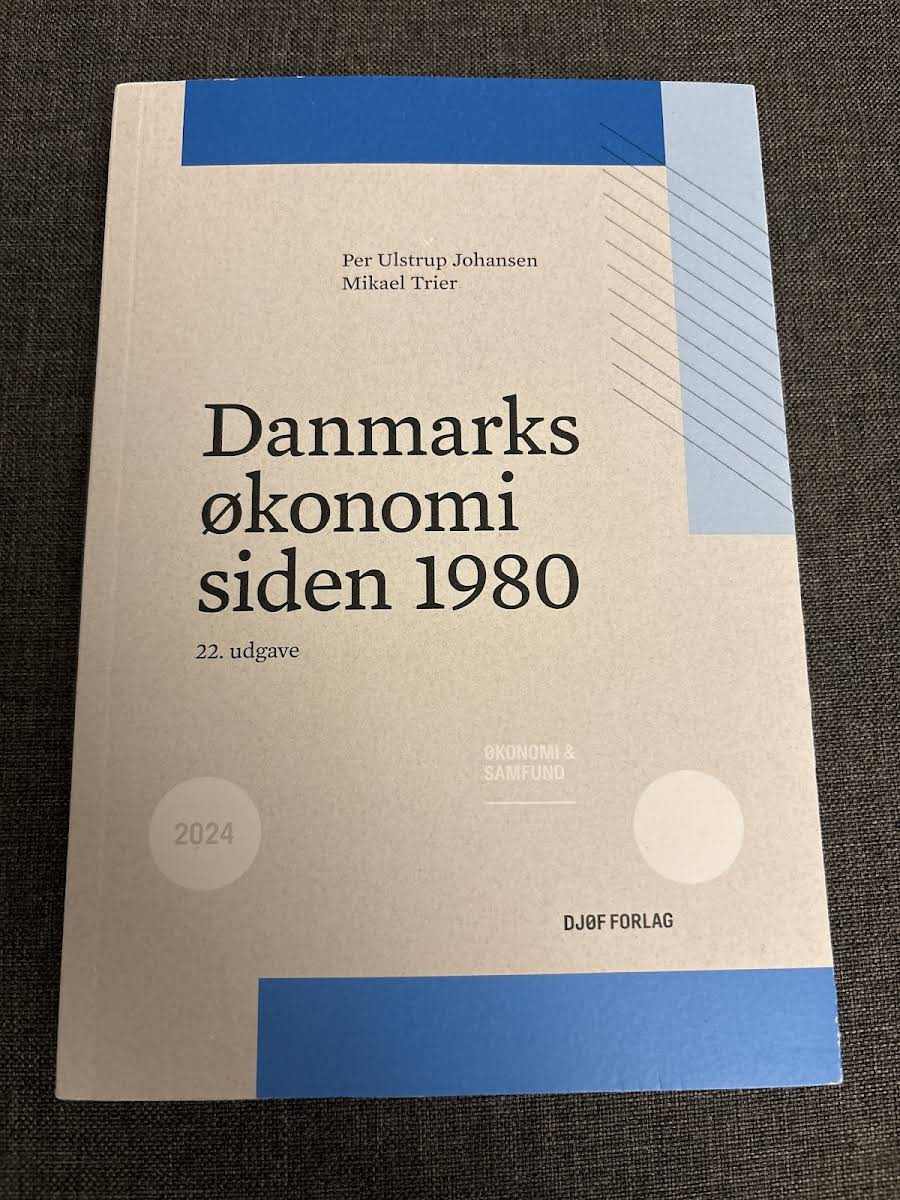 Per Ulstrup Johansen
Mikael Trier
Danmarks
økonomi
siden 1980
22. udgave
ØKONOMI &
SAMFUND
2024
DJØF FORLAG